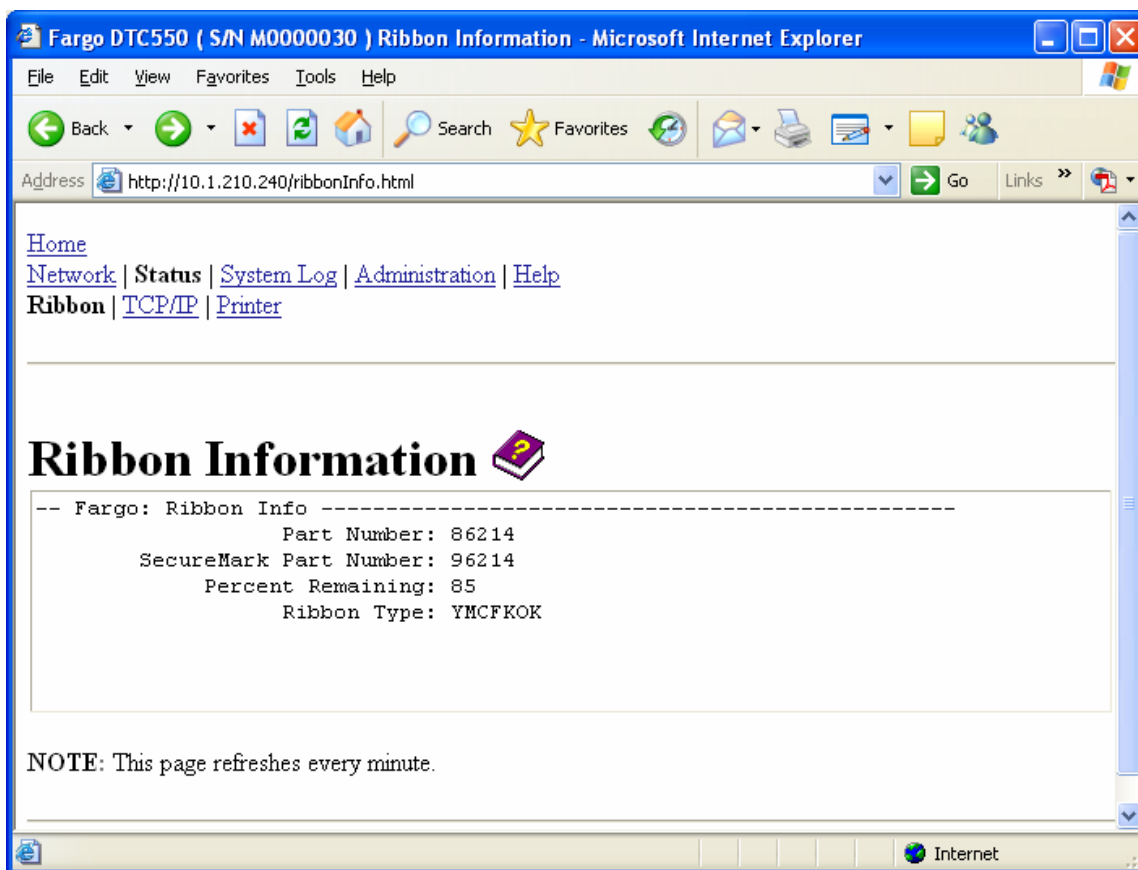 Fargo DTC550 ( S/N M0000030 ) Ribbon Information - Microsoft Internet Explorer
File Edit View Favorites Tools Help
Back Search Favorites
Address http://10.1.210.240/ribbonInfo.html Go Links »
Home
Network | Status | System Log | Administration | Help
Ribbon | TCP/IP | Printer
Ribbon Information
-- Fargo: Ribbon Info -------------------------------------------------
Part Number: 86214
SecureMark Part Number: 96214
Percent Remaining: 85
Ribbon Type: YMCFKOK
NOTE: This page refreshes every minute.
Internet